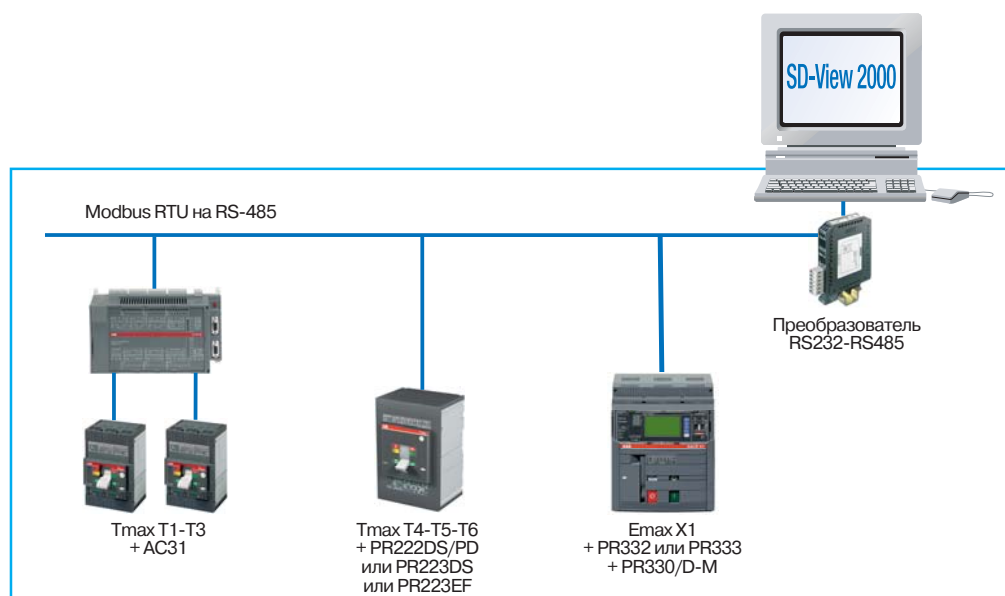 SD-View 2000
Modbus RTU на RS-485
Преобразователь
RS232-RS485
Tmax T1-T3
+ AC31
Tmax T4-T5-T6
+ PR222DS/PD
или PR223DS
или PR223EF
Emax X1
+ PR332 или PR333
+ PR330/D-M